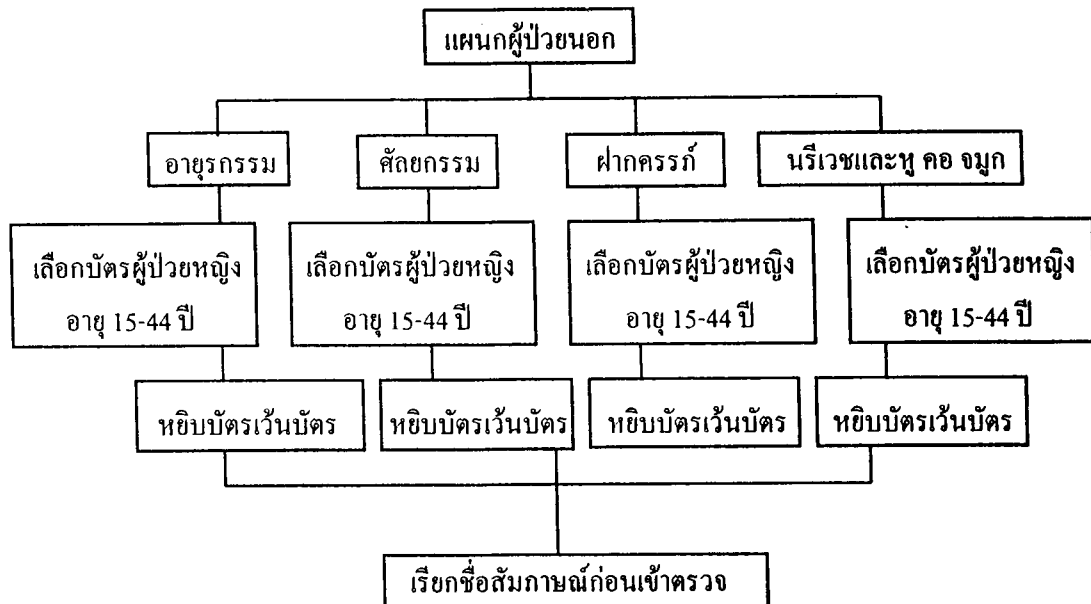 แผนกผู้ป่วยนอก
อายุรกรรม
ศัลยกรรม
ฝากครรภ์
นรีเวชและหู คอ จมูก
เลือกบัตรผู้ป่วยหญิง
อายุ 15-44 ปี
เลือกบัตรผู้ป่วยหญิง
อายุ 15-44 ปี
เลือกบัตรผู้ป่วยหญิง
อายุ 15-44 ปี
เลือกบัตรผู้ป่วยหญิง
อายุ 15-44 ปี
หยิบบัตรเว้นบัตร
หยิบบัตรเว้นบัตร
หยิบบัตรเว้นบัตร
หยิบบัตรเว้นบัตร
เรียกชื่อสัมภาษณ์ก่อนเข้าตรวจ